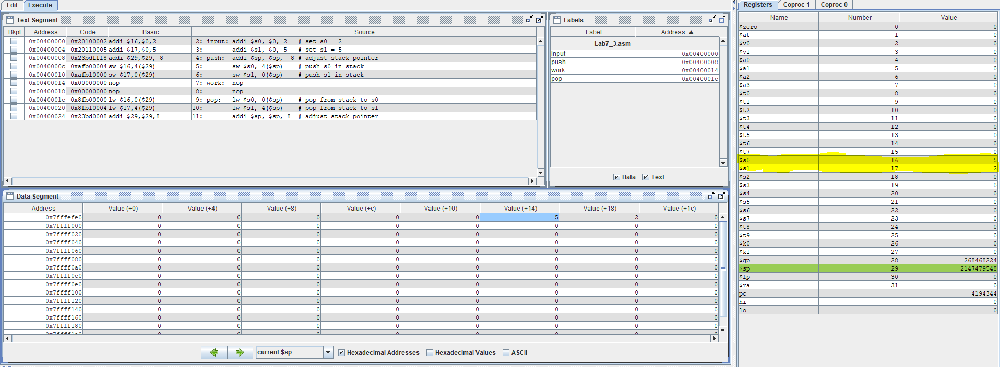 Edit Execute
Text Segment
Bkpt Address Code Basic Source
0x00400000 0x20100002 addi $16,$0,2 2: input: addi $s0, $0, 2 # set s0 = 2
0x00400004 0x20110005 addi $17,$0,5 3: addi $s1, $0, 5 # set s1 = 5
0x00400008 0x23bdfff8 addi $29,$29,-8 4: push: addi $sp, $sp, -8 # adjust stack pointer
0x0040000c 0xafb00004 sw $16,4($29) 5: sw $s0, 4($sp) # push s0 in stack
0x00400010 0xafb10000 sw $17,0($29) 6: sw $s1, 0($sp) # push s1 in stack
0x00400014 0x00000000 nop 7: work: nop
0x00400018 0x00000000 nop 8: nop
0x0040001c 0x8fb00000 lw $16,0($29) 9: pop: lw $s0, 0($sp) # pop from stack to s0
0x00400020 0x8fb10004 lw $17,4($29) 10: lw $s1, 4($sp) # pop from stack to s1
0x00400024 0x23bd0008 addi $29,$29,8 11: addi $sp, $sp, 8 # adjust stack pointer
Labels
Label Address ▲
Lab7_3.asm
input 0x00400000
push 0x00400008
work 0x00400014
pop 0x0040001c
Data Text
Data Segment
Address Value (+0) Value (+4) Value (+8) Value (+c) Value (+10) Value (+14) Value (+18) Value (+1c)
0x7fffefe0 0 0 0 0 0 5 2 0
0x7ffff000 0 0 0 0 0 0 0 0
0x7ffff020 0 0 0 0 0 0 0 0
0x7ffff040 0 0 0 0 0 0 0 0
0x7ffff060 0 0 0 0 0 0 0 0
0x7ffff080 0 0 0 0 0 0 0 0
0x7ffff0a0 0 0 0 0 0 0 0 0
0x7ffff0c0 0 0 0 0 0 0 0 0
0x7ffff0e0 0 0 0 0 0 0 0 0
0x7ffff100 0 0 0 0 0 0 0 0
0x7ffff120 0 0 0 0 0 0 0 0
0x7ffff140 0 0 0 0 0 0 0 0
0x7ffff160 0 0 0 0 0 0 0 0
0x7ffff180 0 0 0 0 0 0 0 0
0x7ffff1a0 0 0 0 0 0 0 0 0
current $sp Hexadecimal Addresses Hexadecimal Values ASCII
Registers Coproc 1 Coproc 0
Name Number Value
$zero 0 0
$at 1 0
$v0 2 0
$v1 3 0
$a0 4 0
$a1 5 0
$a2 6 0
$a3 7 0
$t0 8 0
$t1 9 0
$t2 10 0
$t3 11 0
$t4 12 0
$t5 13 0
$t6 14 0
$t7 15 0
$s0 16 5
$s1 17 2
$s2 18 0
$s3 19 0
$s4 20 0
$s5 21 0
$s6 22 0
$s7 23 0
$t8 24 0
$t9 25 0
$k0 26 0
$k1 27 0
$gp 28 268468224
$sp 29 2147479548
$fp 30 0
$ra 31 0
pc 4194344
hi 0
lo 0